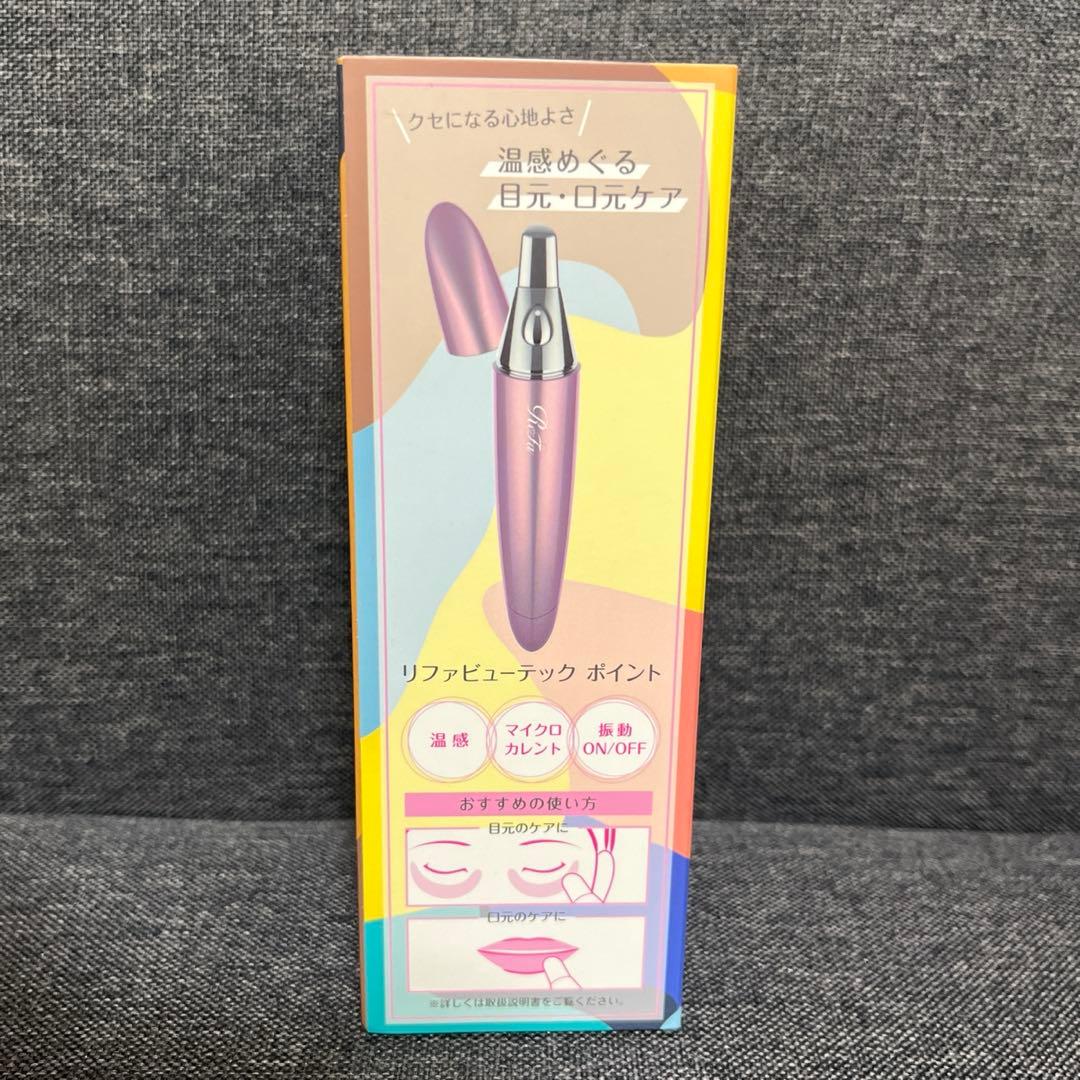 クセになる心地よさ
温感めぐる
目元・口元ケア
ReFa
リファビューテック ポイント
温感
マイクロ
カレント
振動
ON/OFF
おすすめの使い方
目元のケアに
口元のケアに
※詳しくは取扱説明書をご覧ください。